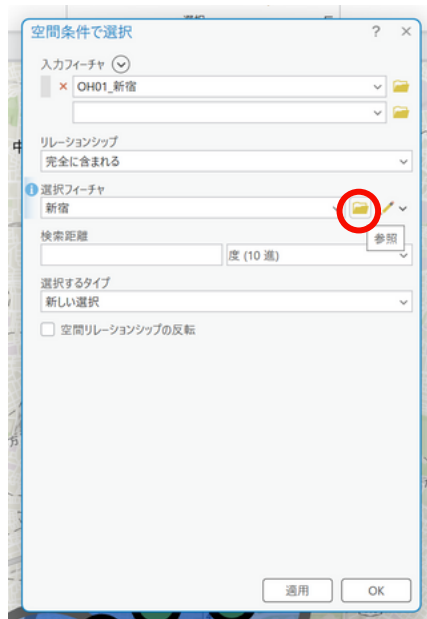 空間条件で選択
? ×
入力フィーチャ
× OH01_新宿
リレーションシップ
完全に含まれる
選択フィーチャ
新宿
参照
検索距離
度 (10 進)
選択するタイプ
新しい選択
空間リレーションシップの反転
適用
OK
中